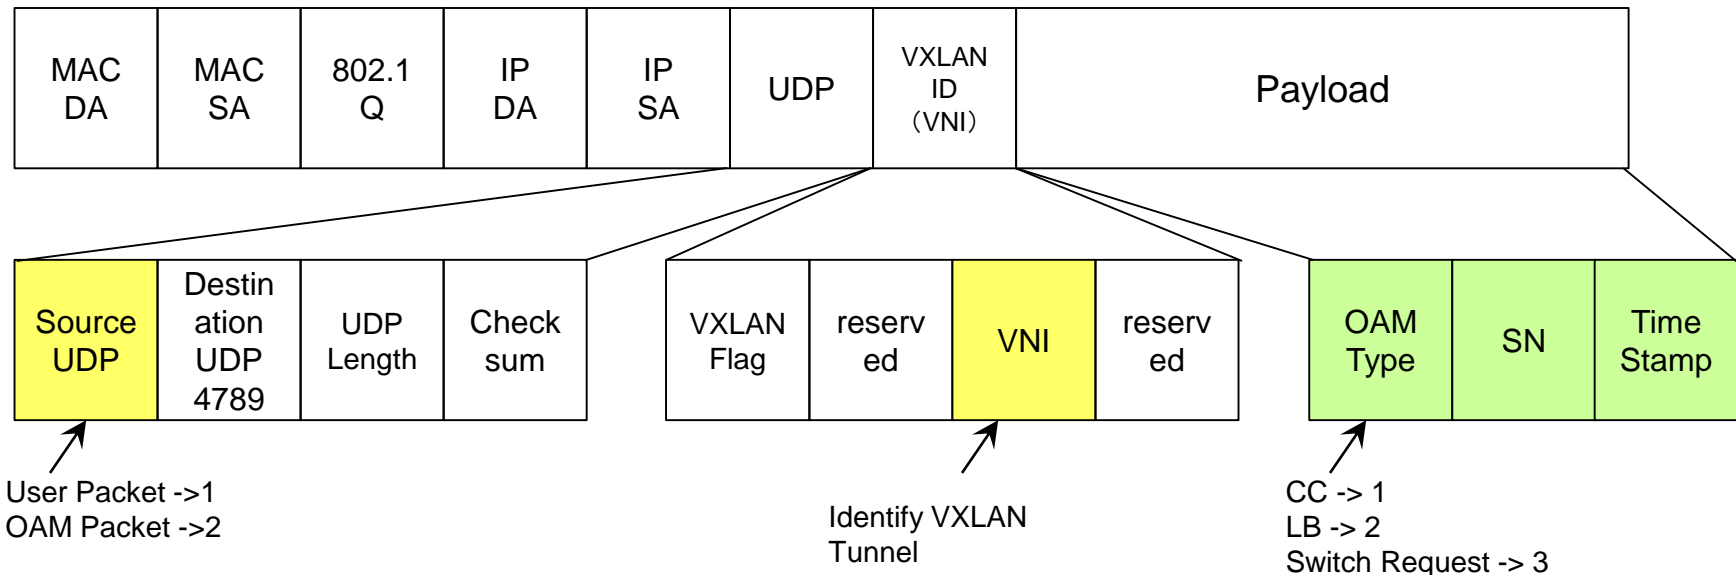 MAC
DA
MAC
SA
802.1
Q
IP
DA
IP
SA
UDP
VXLAN
ID
（VNI）
Payload
Source
UDP
Destin
ation
UDP
4789
UDP
Length
Check
sum
VXLAN
Flag
reserv
ed
VNI
reserv
ed
OAM
Type
SN
Time
Stamp
User Packet ->1
OAM Packet ->2
Identify VXLAN
Tunnel
CC -> 1
LB -> 2
Switch Request -> 3